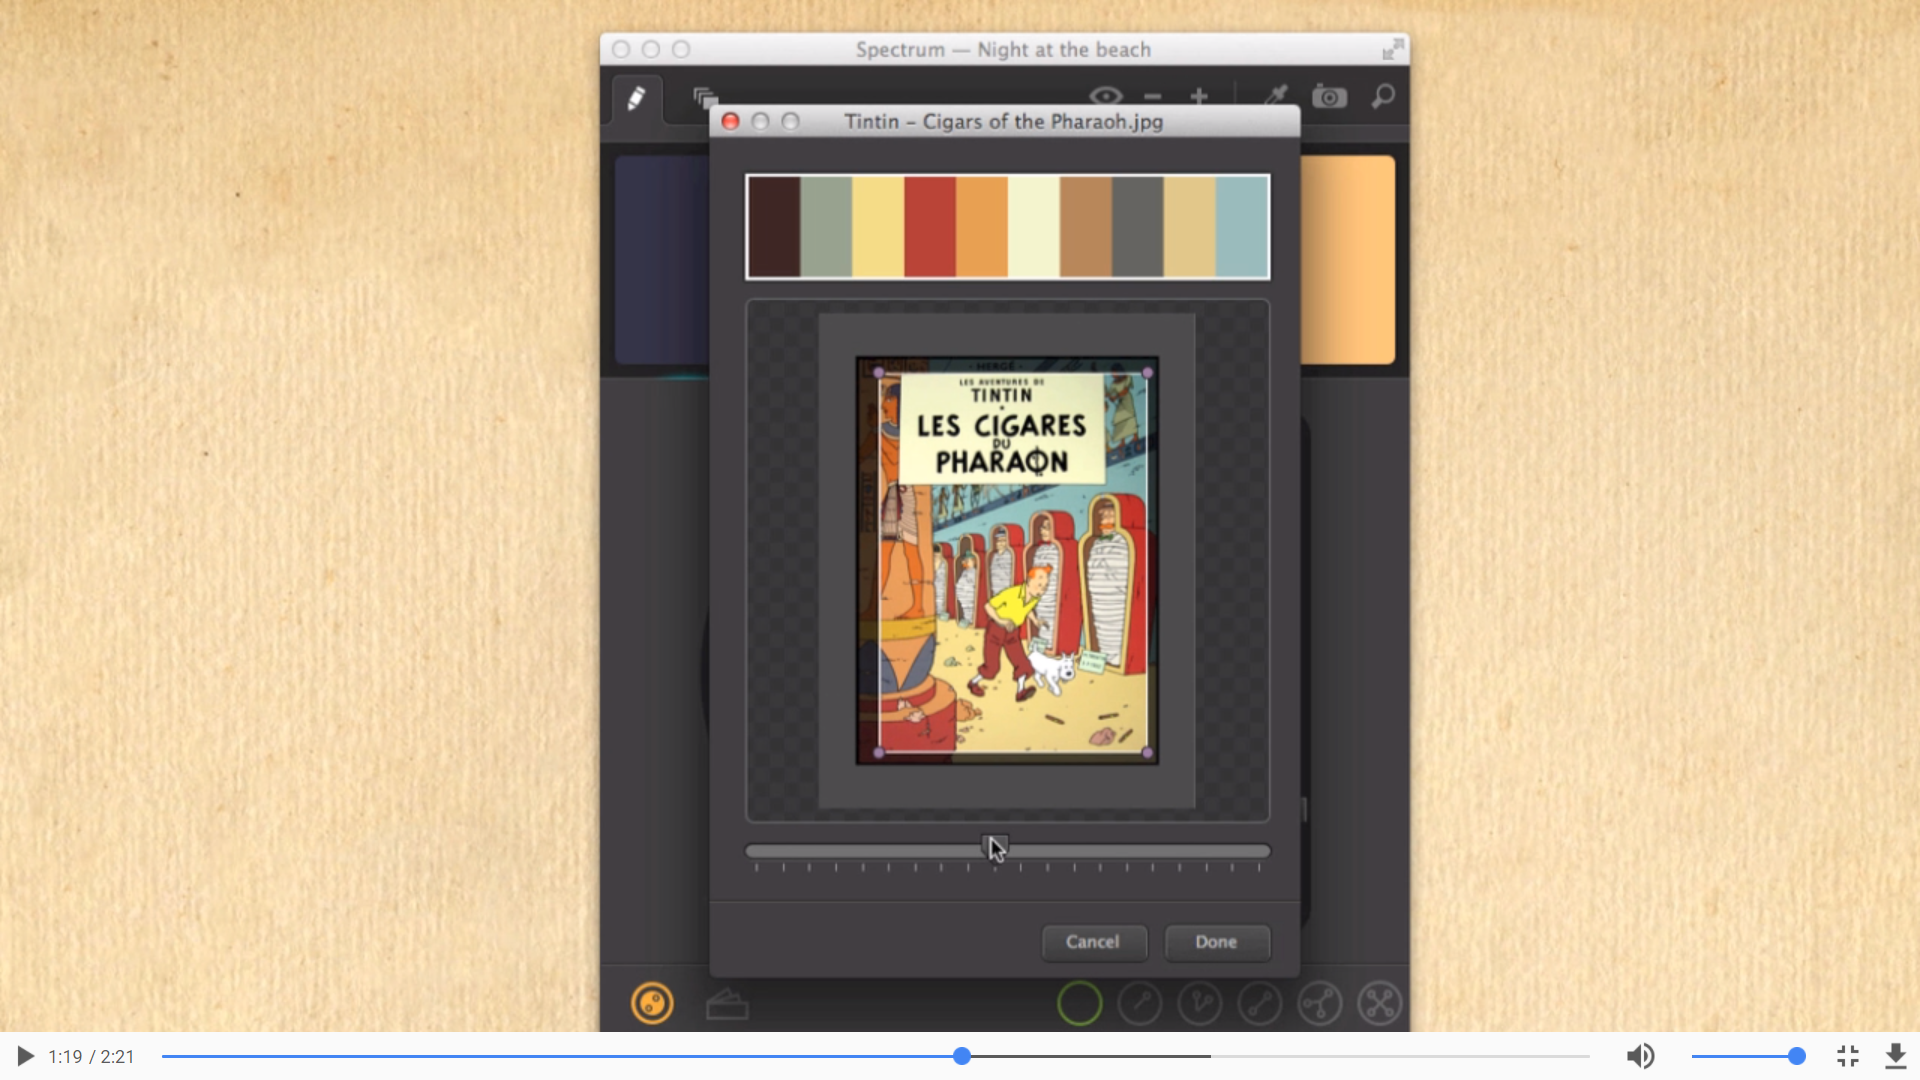 Spectrum — Night at the beach
Tintin – Cigars of the Pharaoh.jpg
HERGÉ
LES AVENTURES DE
TINTIN
LES CIGARES
DU
PHARAON
Cancel
Done
1:19 / 2:21